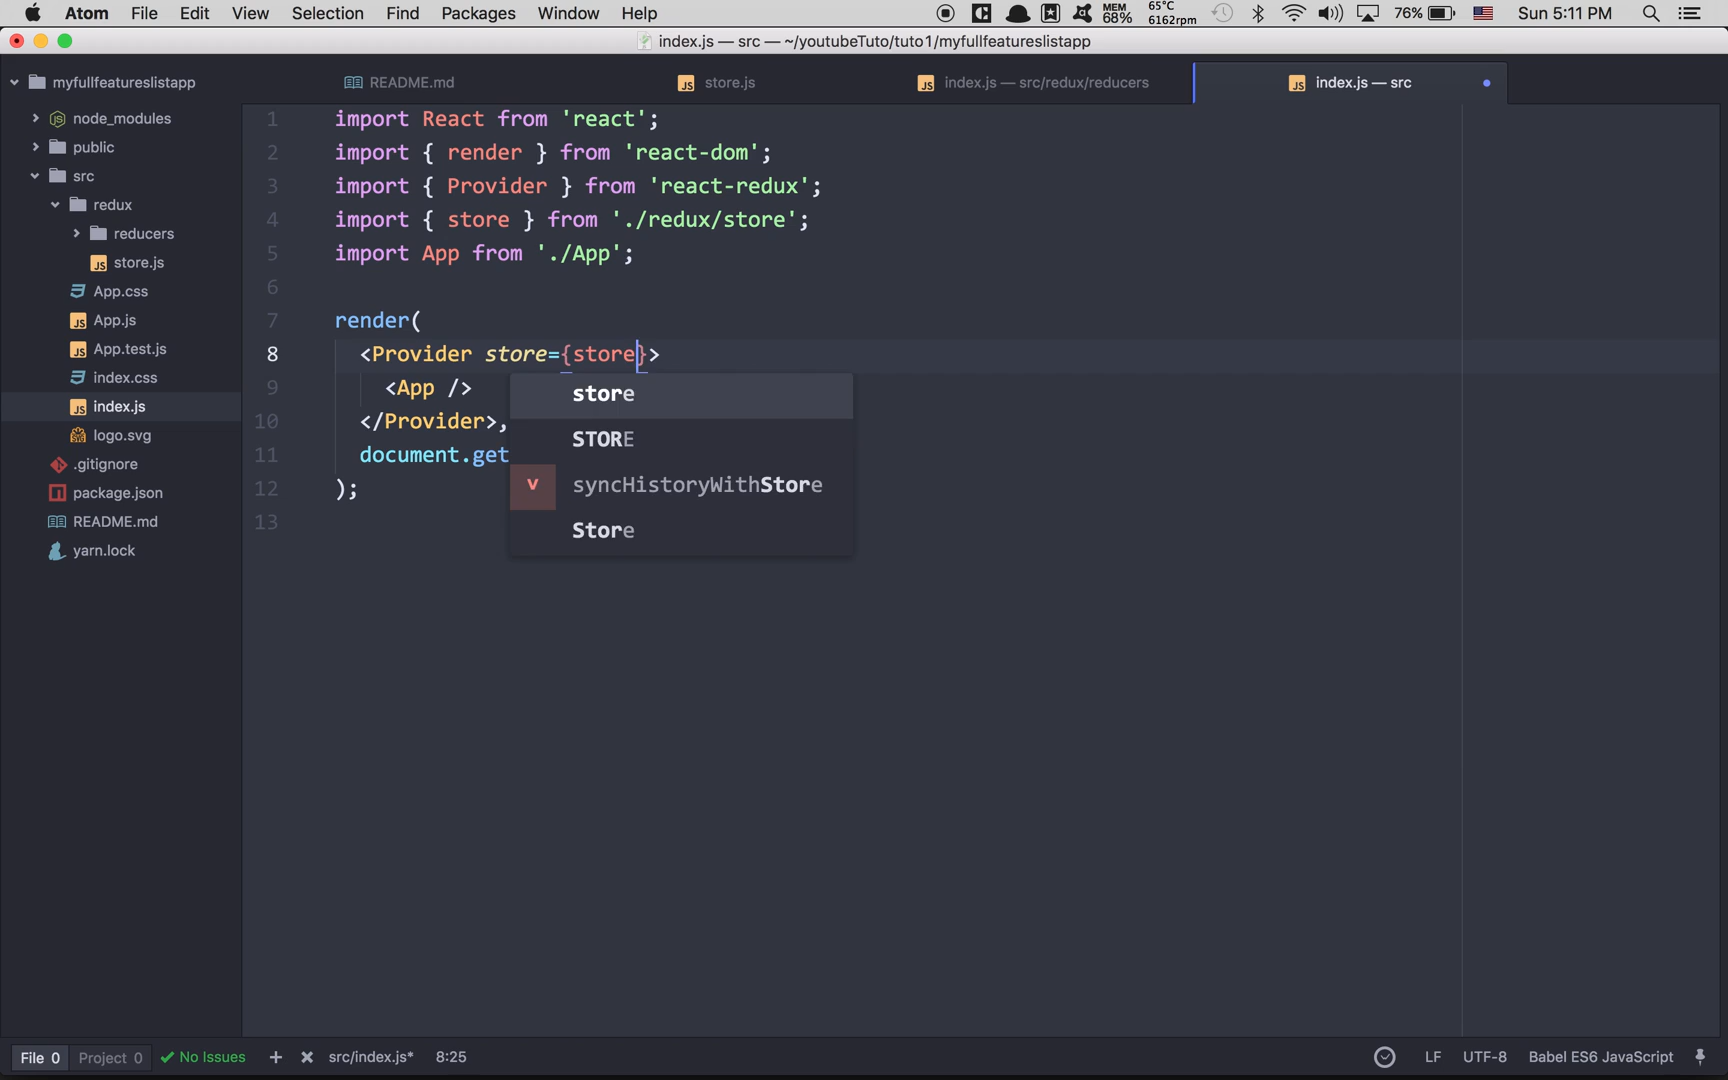 Atom File Edit View Selection Find Packages Window Help MEM 68% 65°C 6162rpm 76% Sun 5:11 PM
index.js — src — ~/youtubeTuto/tuto1/myfullfeatureslistapp
myfullfeatureslistapp
node_modules
public
src
redux
reducers
store.js
App.css
App.js
App.test.js
index.css
index.js
logo.svg
.gitignore
package.json
README.md
yarn.lock
README.md store.js index.js — src/redux/reducers index.js — src
1 import React from 'react';
2 import { render } from 'react-dom';
3 import { Provider } from 'react-redux';
4 import { store } from './redux/store';
5 import App from './App';
6
7 render(
8 <Provider store={store}>
9 <App />
10 </Provider>,
11 document.get
12 );
13
store
STORE
v syncHistoryWithStore
Store
File 0 Project 0 No Issues src/index.js* 8:25 LF UTF-8 Babel ES6 JavaScript